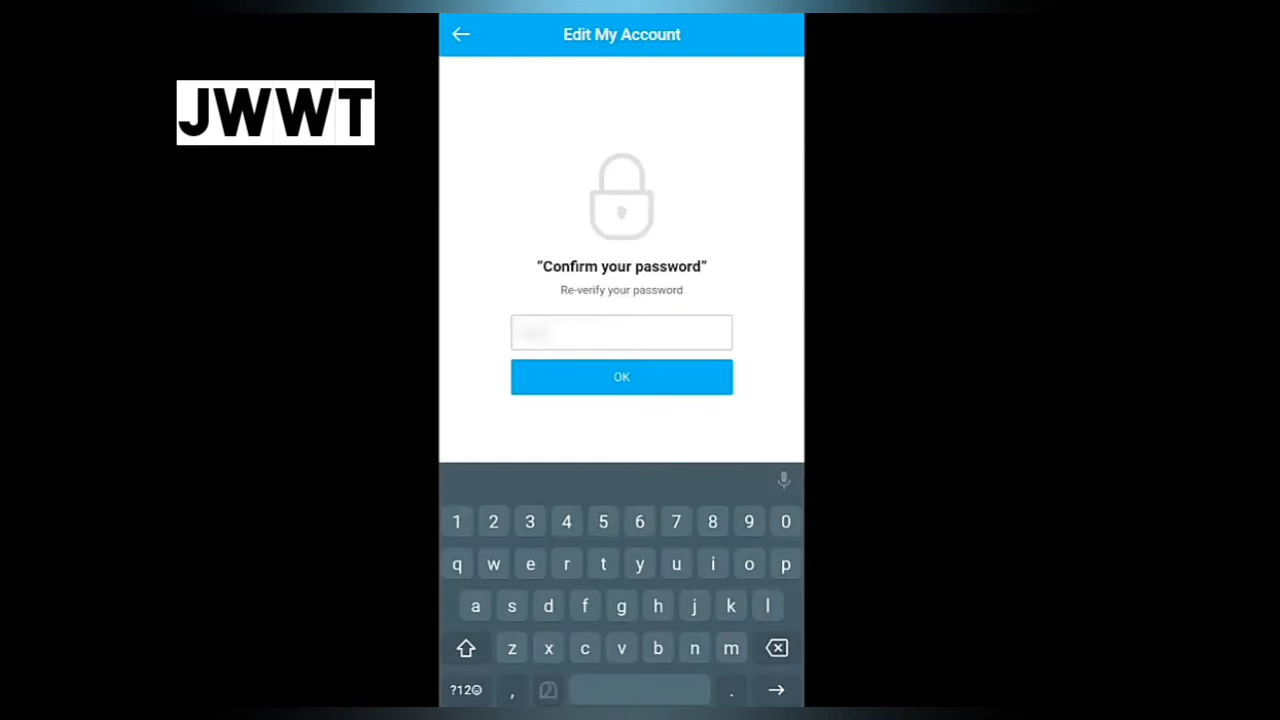 Edit My Account
JWWT
“Confirm your password”
Re-verify your password
OK
1 2 3 4 5 6 7 8 9 0
q w e r t y u i o p
a s d f g h j k l
z x c v b n m
?12☺ , .